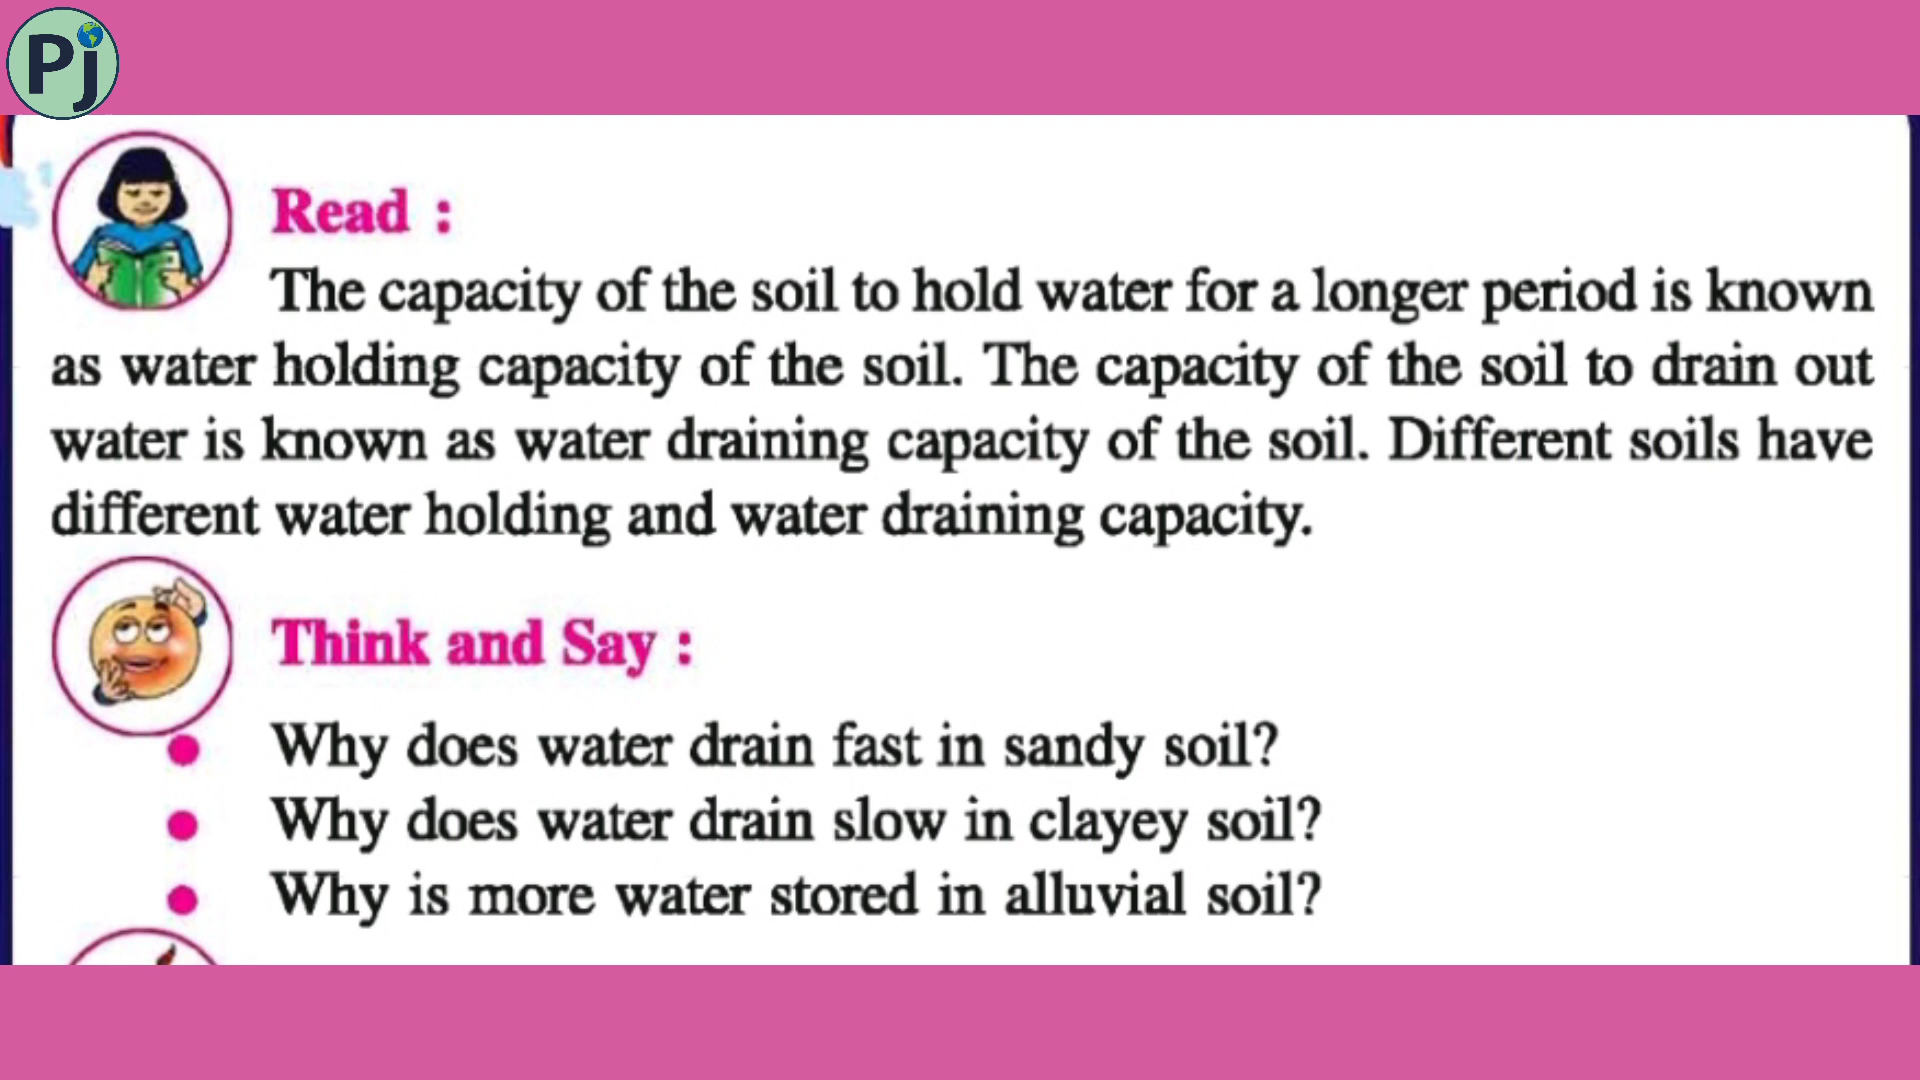 Pj
Read :
The capacity of the soil to hold water for a longer period is known
as water holding capacity of the soil. The capacity of the soil to drain out
water is known as water draining capacity of the soil. Different soils have
different water holding and water draining capacity.
Think and Say :
● Why does water drain fast in sandy soil?
● Why does water drain slow in clayey soil?
● Why is more water stored in alluvial soil?